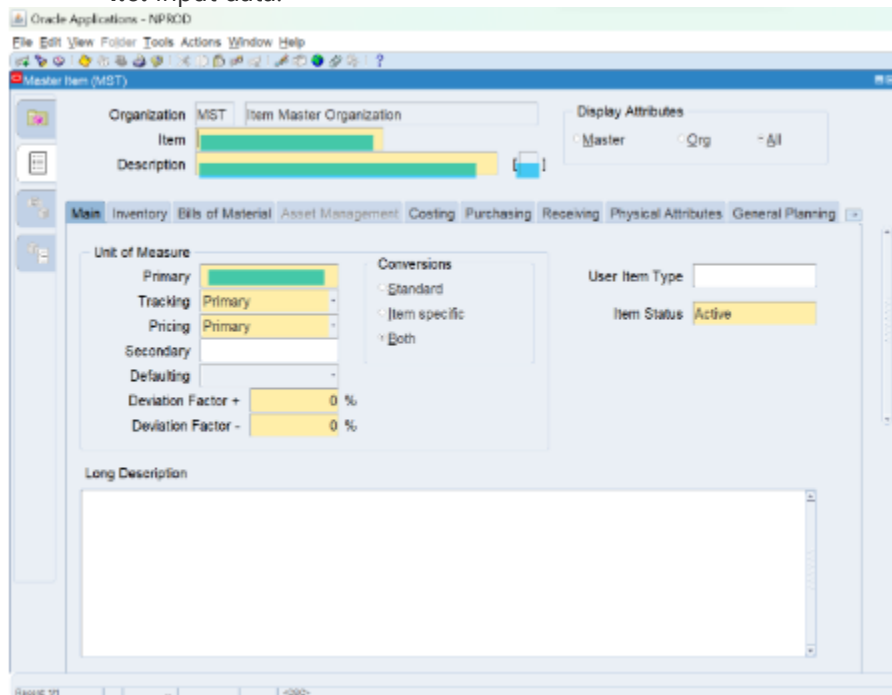 Oracle Applications - NPROD
File Edit View Folder Tools Actions Window Help
Master Item (MST)
Organization MST Item Master Organization
Display Attributes
Item
Master Org All
Description [ ]
Main Inventory Bills of Material Asset Management Costing Purchasing Receiving Physical Attributes General Planning
Unit of Measure
Conversions
Primary
User Item Type
Standard
Tracking Primary
Item specific
Item Status Active
Pricing Primary
Both
Secondary
Defaulting
Deviation Factor + 0 %
Deviation Factor - 0 %
Long Description